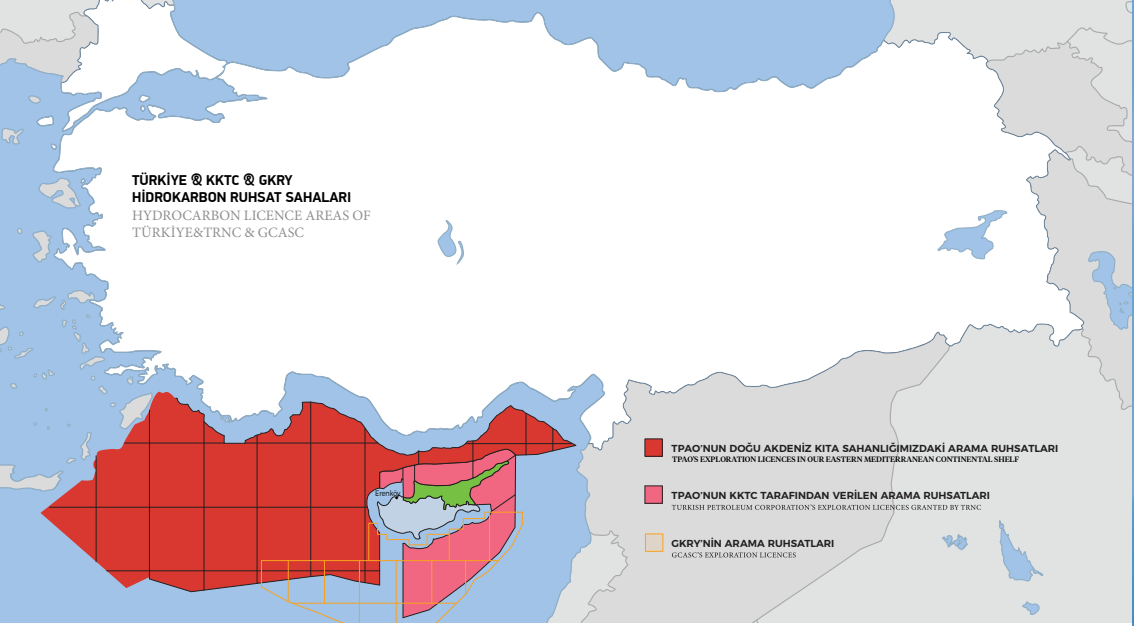 TÜRKİYE & KKTC & GKRY
HİDROKARBON RUHSAT SAHALARI
HYDROCARBON LICENCE AREAS OF
TÜRKİYE&TRNC & GCASC
TPAO'NUN DOĞU AKDENİZ KITA SAHANLIĞIMIZDAKİ ARAMA RUHSATLARI
TPAO'S EXPLORATION LICENCES IN OUR EASTERN MEDITERRANEAN CONTINENTAL SHELF
Erenköy
TPAO'NUN KKTC TARAFINDAN VERİLEN ARAMA RUHSATLARI
TURKISH PETROLEUM CORPORATION'S EXPLORATION LICENCES GRANTED BY TRNC
GKRY'NİN ARAMA RUHSATLARI
GCASC'S EXPLORATION LICENCES